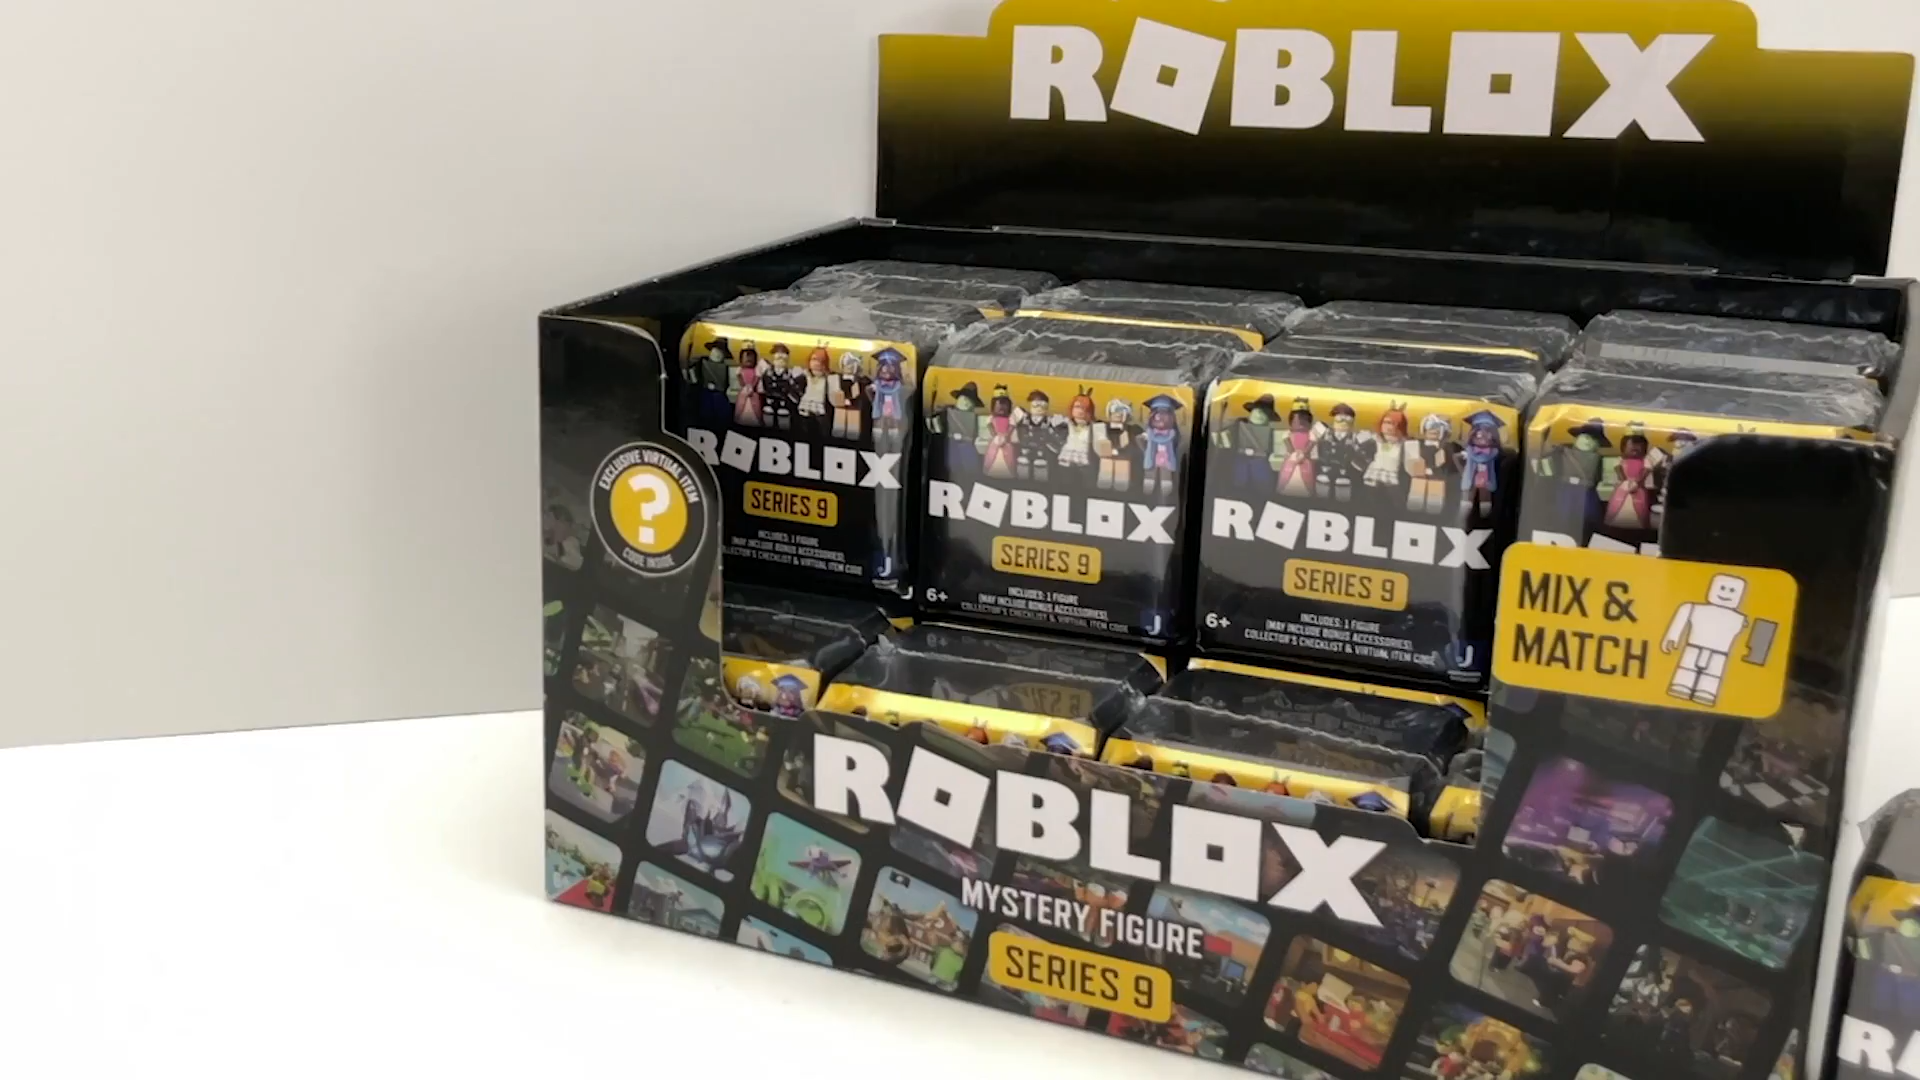 ROBLOX
ROBLOX
SERIES 9
INCLUDES: 1 FIGURE
(MAY INCLUDE BONUS ACCESSORIES),
COLLECTOR'S CHECKLIST & VIRTUAL ITEM CODE
J
ROBLOX
SERIES 9
6+
INCLUDES: 1 FIGURE
(MAY INCLUDE BONUS ACCESSORIES),
COLLECTOR'S CHECKLIST & VIRTUAL ITEM CODE
J
ROBLOX
SERIES 9
6+
INCLUDES: 1 FIGURE
(MAY INCLUDE BONUS ACCESSORIES),
COLLECTOR'S CHECKLIST & VIRTUAL ITEM CODE
J
EXCLUSIVE VIRTUAL ITEM
?
CODE INSIDE
MIX &
MATCH
ROBLOX
MYSTERY FIGURE
SERIES 9